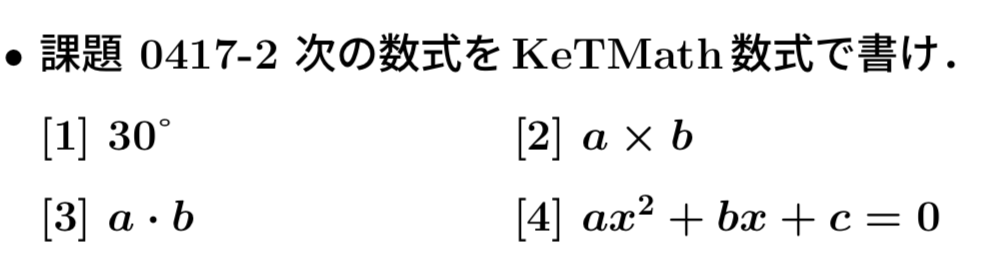 • 課題 0417-2 次の数式を KeTMath 数式で書け．
[1] 30° [2] a × b
[3] a · b [4] ax² + bx + c = 0